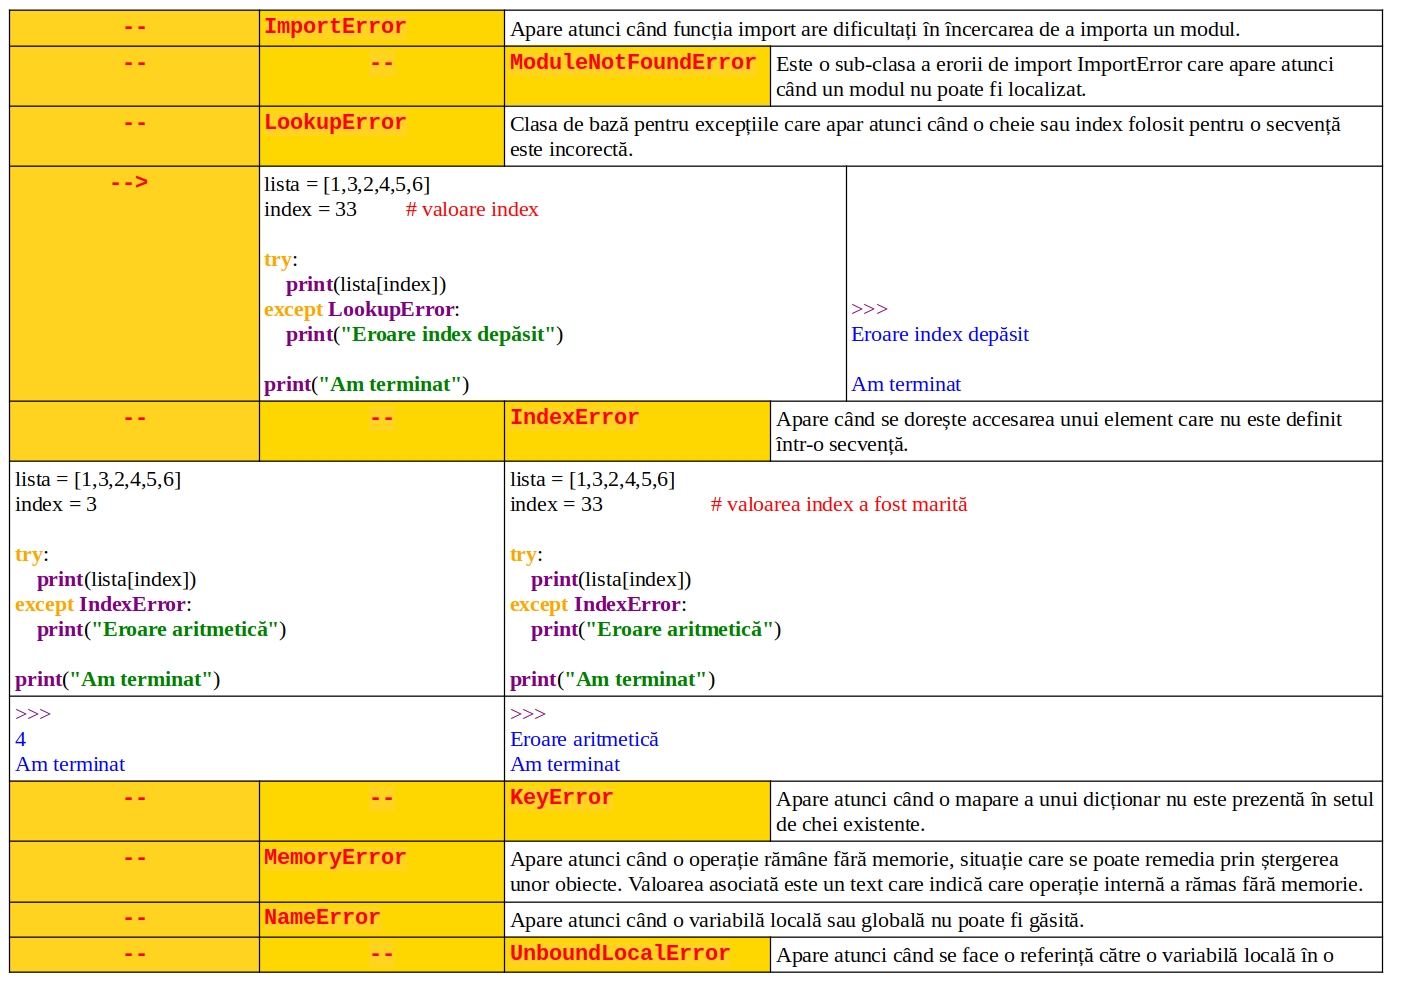 -- ImportError Apare atunci când funcția import are dificultați în încercarea de a importa un modul.
-- -- ModuleNotFoundError Este o sub-clasa a erorii de import ImportError care apare atunci
când un modul nu poate fi localizat.
-- LookupError Clasa de bază pentru excepțiile care apar atunci când o cheie sau index folosit pentru o secvență
este incorectă.
-->
lista = [1,3,2,4,5,6]
index = 33 # valoare index
try:
print(lista[index])
except LookupError:
print("Eroare index depăsit")
print("Am terminat")
>>>
Eroare index depăsit
Am terminat
-- -- IndexError Apare când se dorește accesarea unui element care nu este definit
într-o secvență.
lista = [1,3,2,4,5,6]
index = 3
try:
print(lista[index])
except IndexError:
print("Eroare aritmetică")
print("Am terminat")
lista = [1,3,2,4,5,6]
index = 33 # valoarea index a fost marită
try:
print(lista[index])
except IndexError:
print("Eroare aritmetică")
print("Am terminat")
>>>
4
Am terminat
>>>
Eroare aritmetică
Am terminat
-- -- KeyError Apare atunci când o mapare a unui dicționar nu este prezentă în setul
de chei existente.
-- MemoryError Apare atunci când o operație rămâne fără memorie, situație care se poate remedia prin ștergerea
unor obiecte. Valoarea asociată este un text care indică care operație internă a rămas fără memorie.
-- NameError Apare atunci când o variabilă locală sau globală nu poate fi găsită.
-- -- UnboundLocalError Apare atunci când se face o referință către o variabilă locală în o